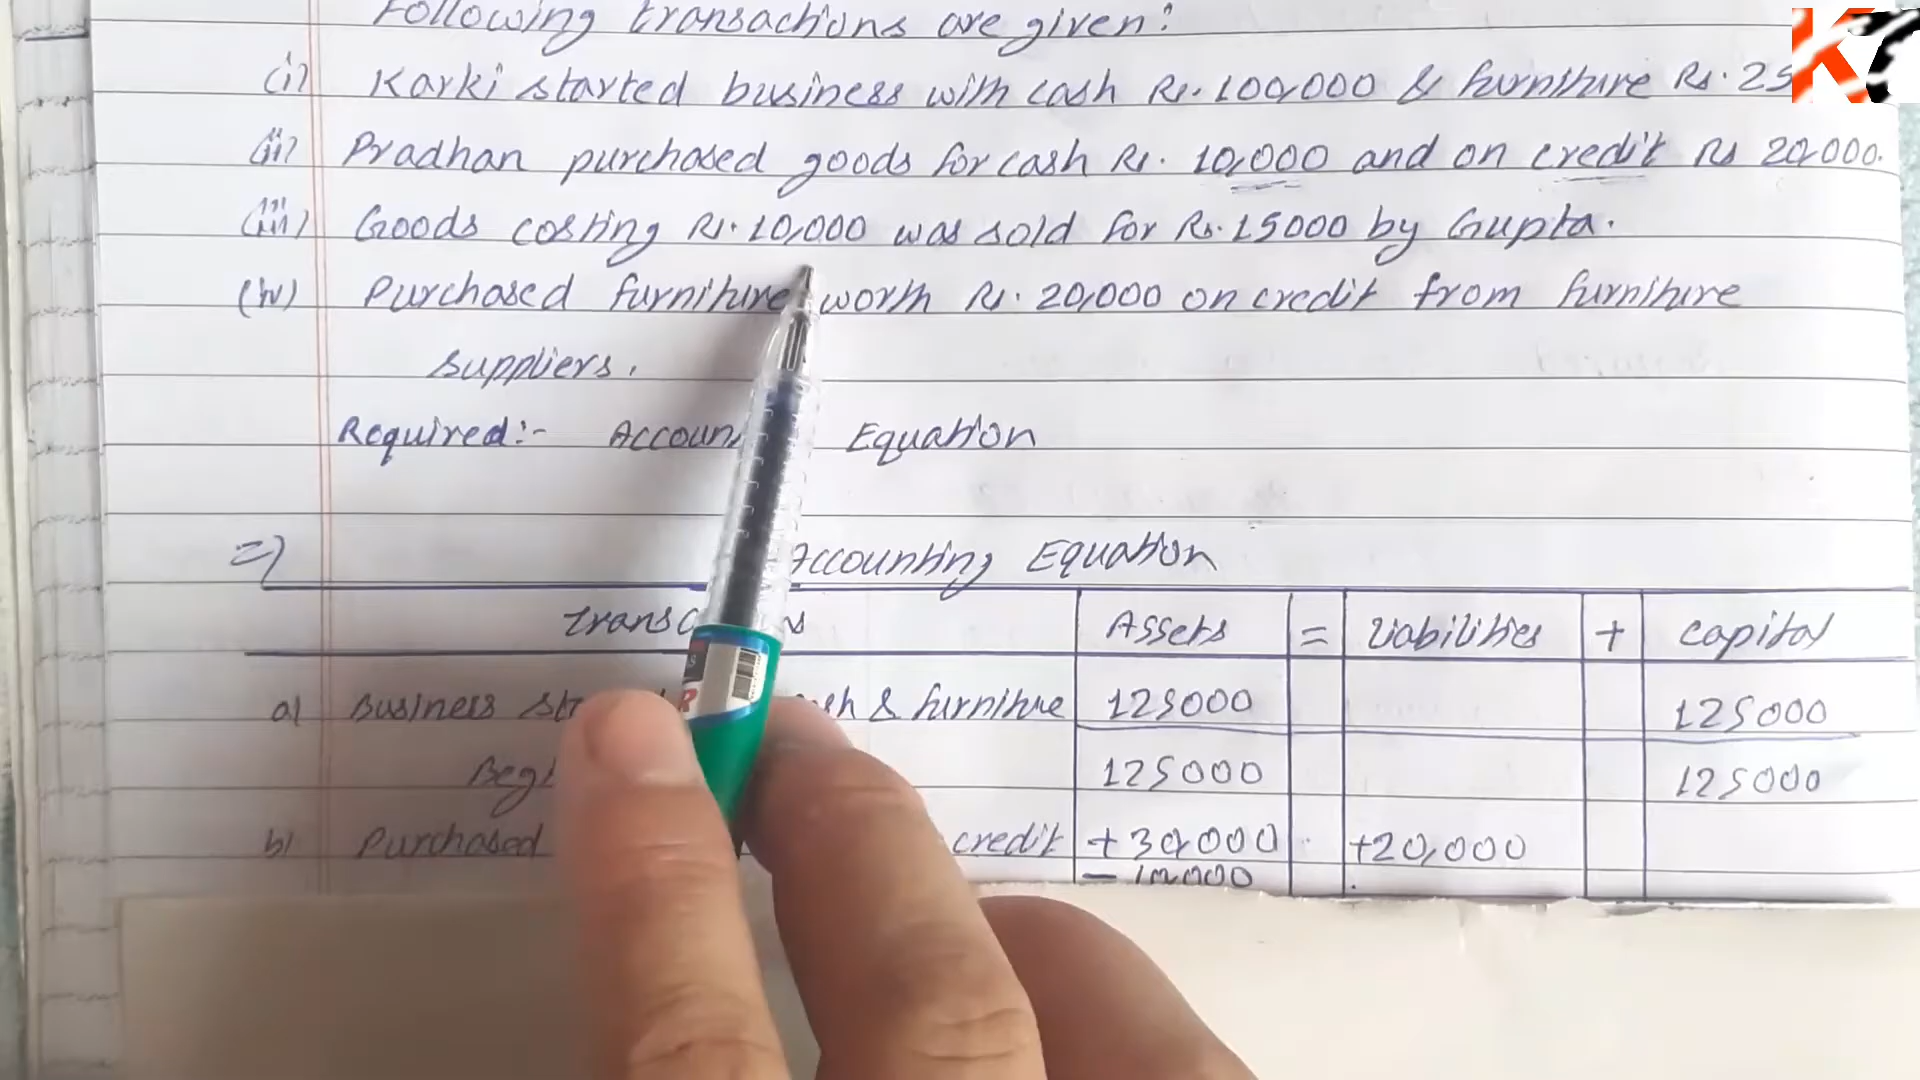 Following transactions are given:
(i) Karki started business with cash Rs. 100,000 & furniture Rs. 25
(ii) Pradhan purchased goods for cash Rs. 10,000 and on credit Rs 20,000.
(iii) Goods costing Rs. 10,000 was sold for Rs. 15000 by Gupta.
(iv) Purchased furniture worth Rs. 20,000 on credit from furniture
suppliers.
Required:- Equation
=) Accounting Equation
Assets = Liabilities + Capital
a) Business & furniture 125000 125000
125000 125000
b) Purchased credit +30,000 +20,000
- 10,000